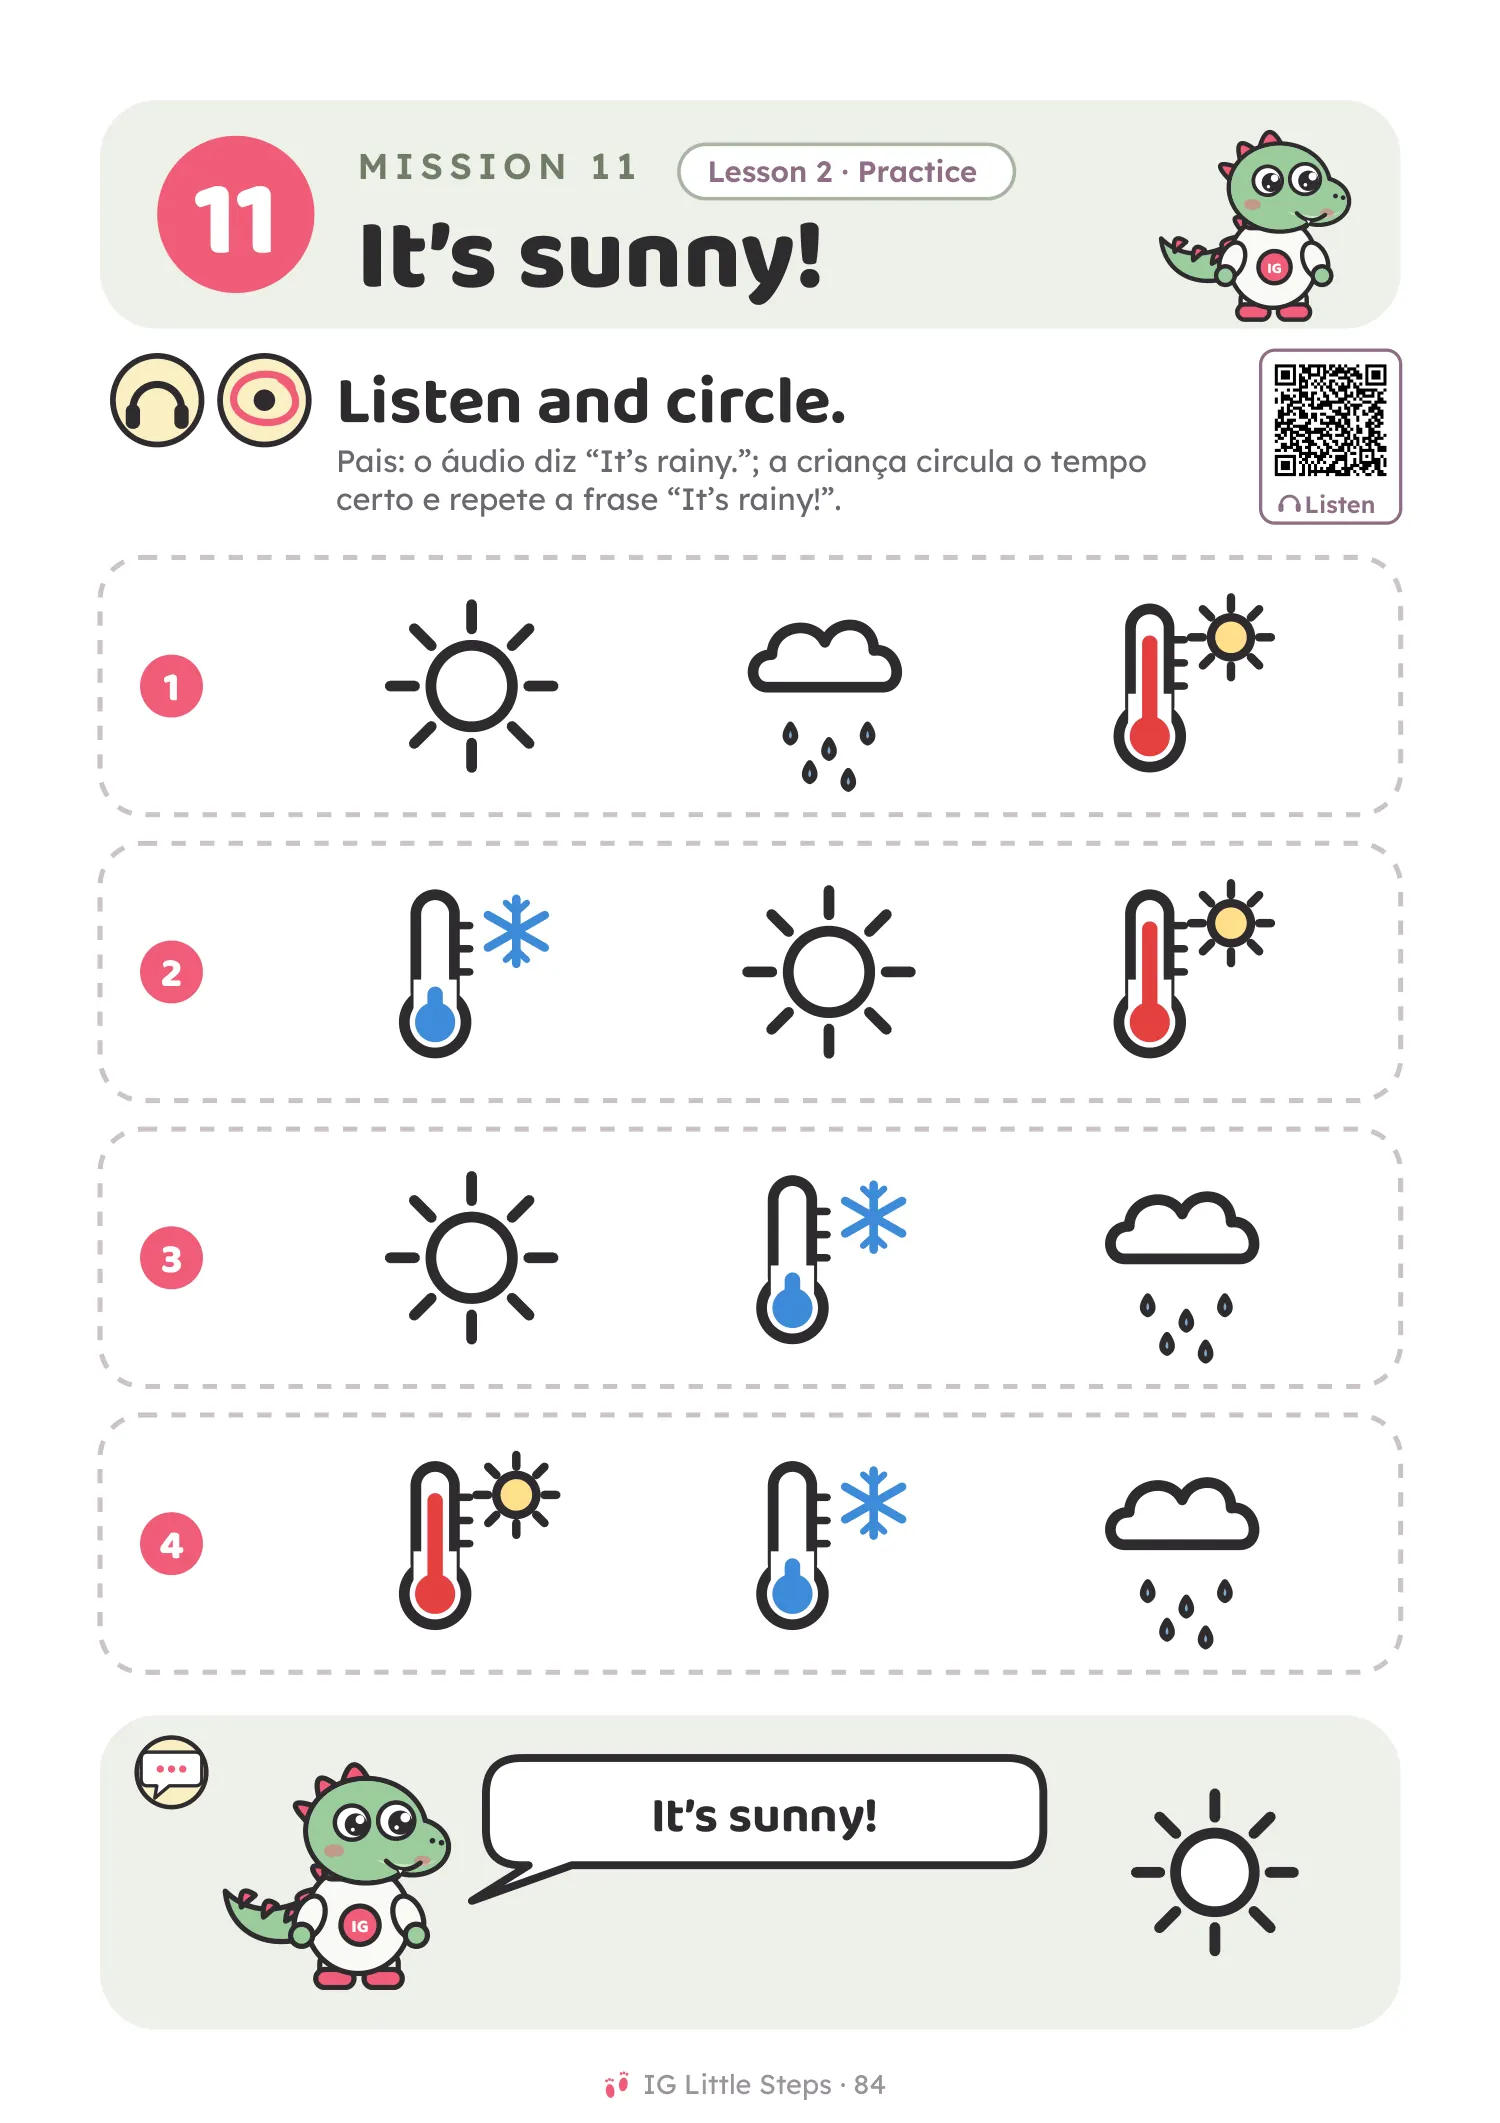 11
MISSION 11
Lesson 2 · Practice
It’s sunny!
IG
Listen and circle.
Pais: o áudio diz “It’s rainy.”; a criança circula o tempo
certo e repete a frase “It’s rainy!”.
Listen
1
2
3
4
It’s sunny!
IG
IG Little Steps · 84